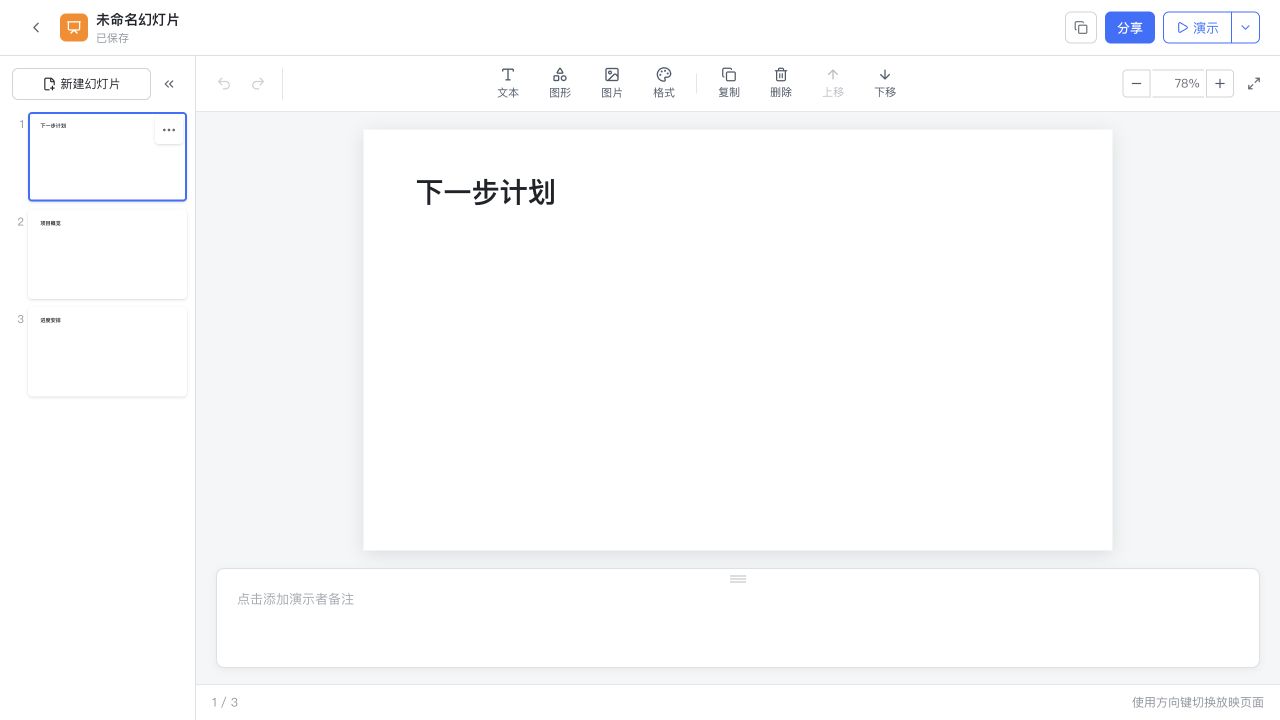 未命名幻灯片
已保存
分享
演示
新建幻灯片
文本
图形
图片
格式
复制
删除
上移
下移
78%
1
下一步计划
2
项目概览
3
进度安排
下一步计划
点击添加演示者备注
1 / 3
使用方向键切换放映页面